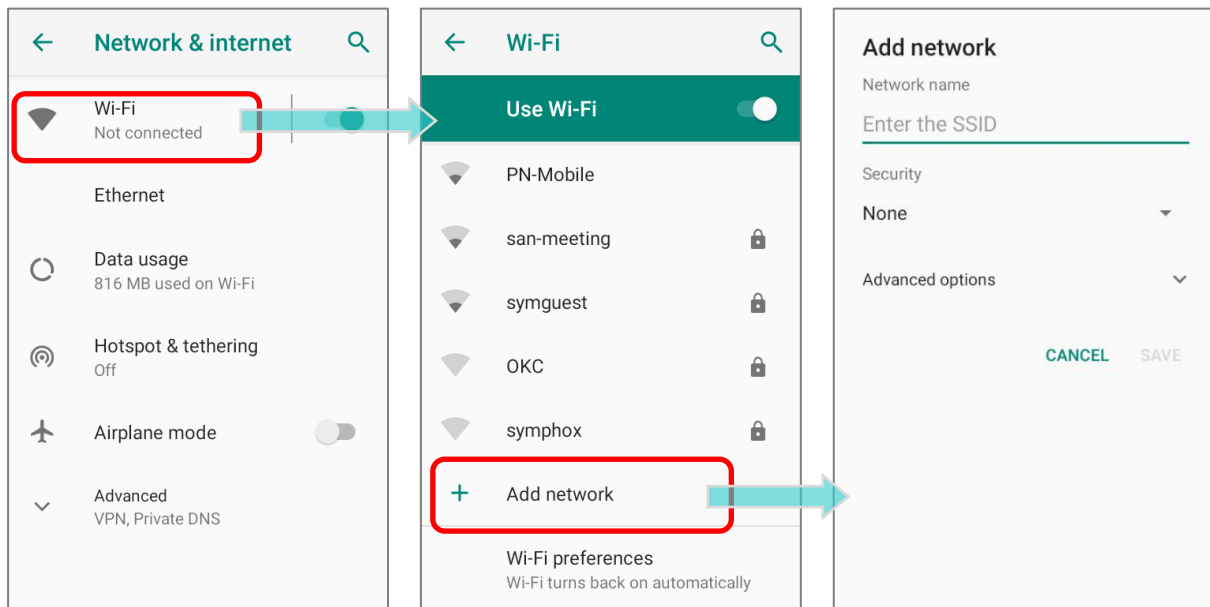 Network & internet
Wi-Fi
Not connected
Ethernet
Data usage
816 MB used on Wi-Fi
Hotspot & tethering
Off
Airplane mode
Advanced
VPN, Private DNS
Wi-Fi
Use Wi-Fi
PN-Mobile
san-meeting
symguest
OKC
symphox
Add network
Wi-Fi preferences
Wi-Fi turns back on automatically
Add network
Network name
Enter the SSID
Security
None
Advanced options
CANCEL SAVE